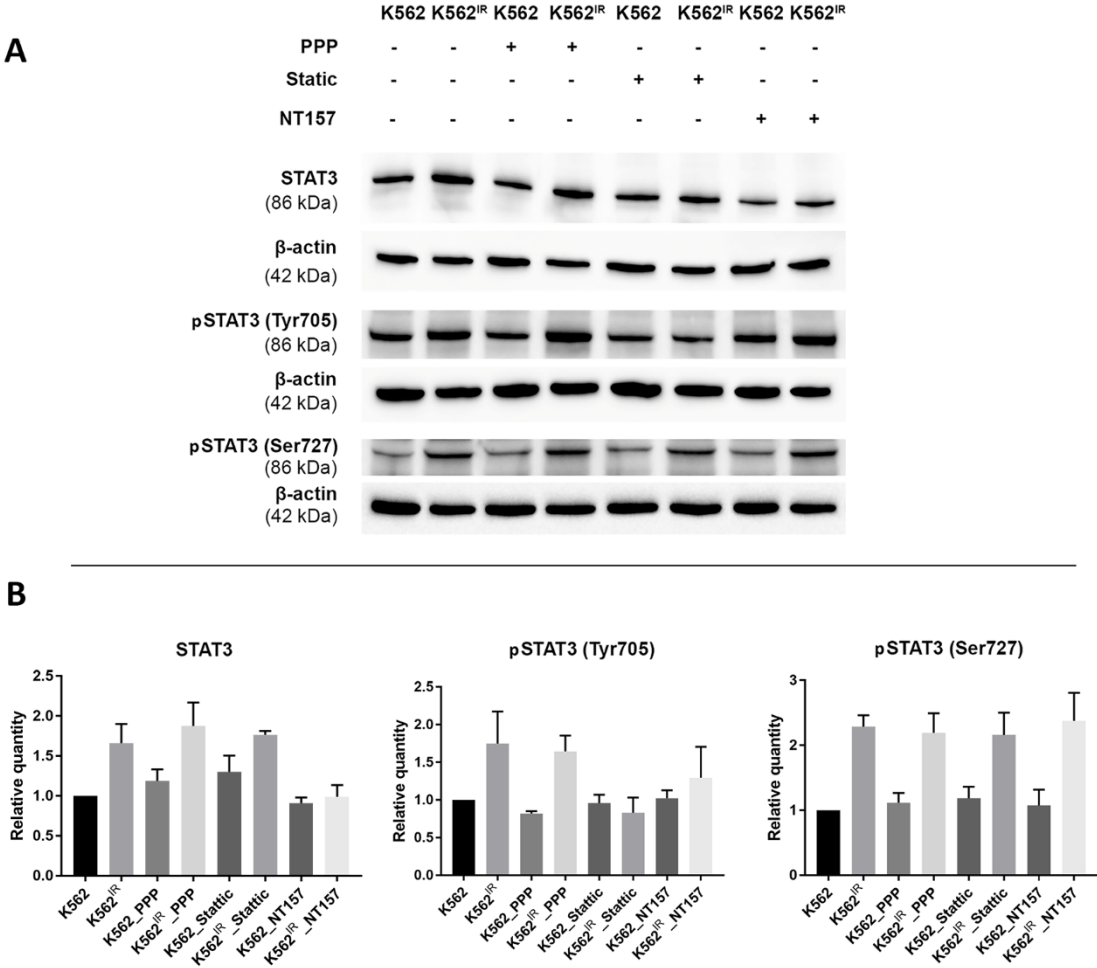 K562 K562ᴵᴿ K562 K562ᴵᴿ K562 K562ᴵᴿ K562 K562ᴵᴿ
A
PPP - - + + - - - -
Static - - - - + + - -
NT157 - - - - - - + +
STAT3
(86 kDa)
β-actin
(42 kDa)
pSTAT3 (Tyr705)
(86 kDa)
β-actin
(42 kDa)
pSTAT3 (Ser727)
(86 kDa)
β-actin
(42 kDa)
B
STAT3
Relative quantity
2.5
2.0
1.5
1.0
0.5
0.0
K562
K562ᴵᴿ
K562_PPP
K562ᴵᴿ_PPP
K562_Stattic
K562ᴵᴿ_Stattic
K562_NT157
K562ᴵᴿ_NT157
pSTAT3 (Tyr705)
Relative quantity
2.5
2.0
1.5
1.0
0.5
0.0
K562
K562ᴵᴿ
K562_PPP
K562ᴵᴿ_PPP
K562_Stattic
K562ᴵᴿ_Stattic
K562_NT157
K562ᴵᴿ_NT157
pSTAT3 (Ser727)
Relative quantity
3
2
1
0
K562
K562ᴵᴿ
K562_PPP
K562ᴵᴿ_PPP
K562_Stattic
K562ᴵᴿ_Stattic
K562_NT157
K562ᴵᴿ_NT157